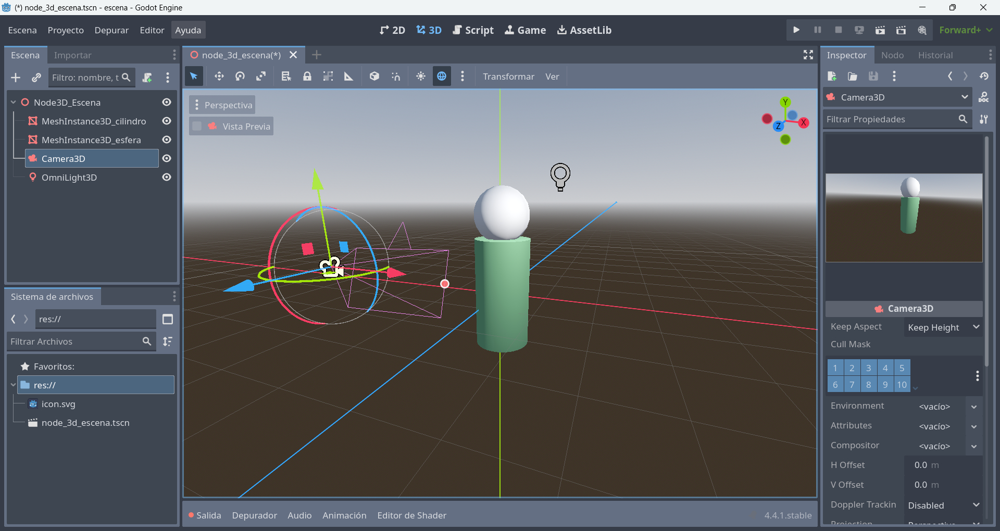 (*) node_3d_escena.tscn - escena - Godot Engine
Escena Proyecto Depurar Editor Ayuda
2D 3D Script Game AssetLib
Forward+
Escena Importar
Filtro: nombre, t
Node3D_Escena
MeshInstance3D_cilindro
MeshInstance3D_esfera
Camera3D
OmniLight3D
Sistema de archivos
res://
Filtrar Archivos
Favoritos:
res://
icon.svg
node_3d_escena.tscn
node_3d_escena(*)
Transformar Ver
Perspectiva
Vista Previa
Y
X
Z
Salida Depurador Audio Animación Editor de Shader
4.4.1.stable
Inspector Nodo Historial
Camera3D
DOC
Filtrar Propiedades
Camera3D
Keep Aspect Keep Height
Cull Mask
1 2 3 4 5
6 7 8 9 10
Environment <vacío>
Attributes <vacío>
Compositor <vacío>
H Offset 0.0 m
V Offset 0.0 m
Doppler Trackin Disabled
Projection Perspective